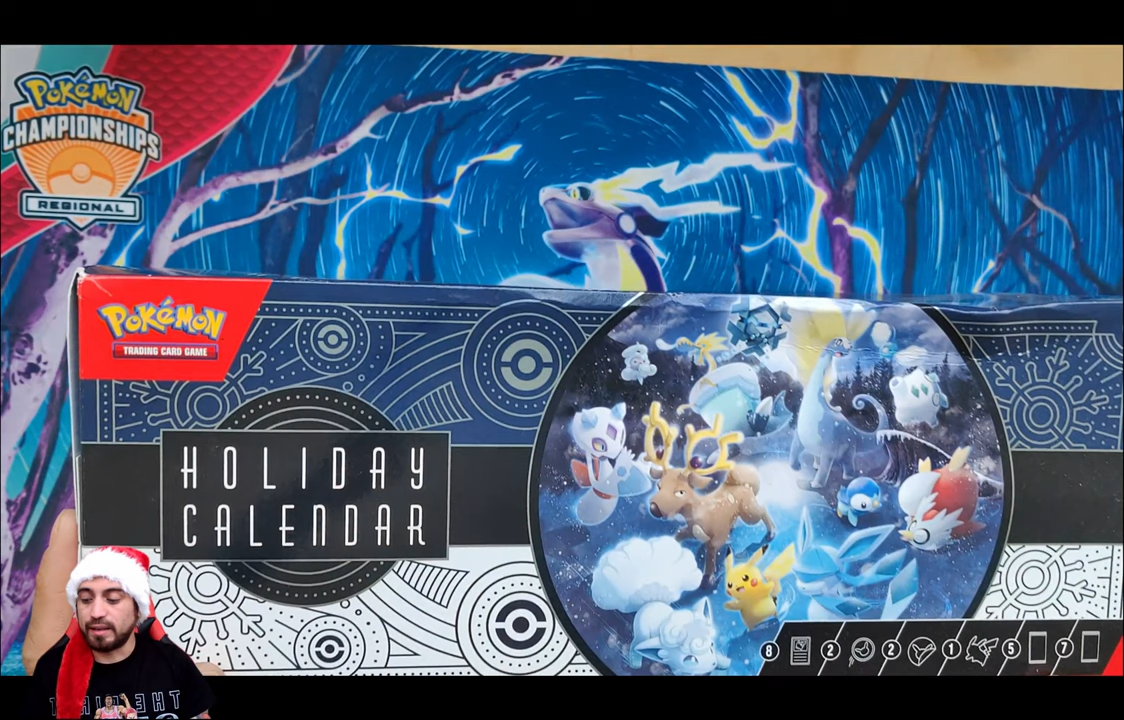 POKéMON
CHAMPIONSHIPS
REGIONAL
POKéMON
TRADING CARD GAME
HOLIDAY
CALENDAR
8 2 2 1 5 7